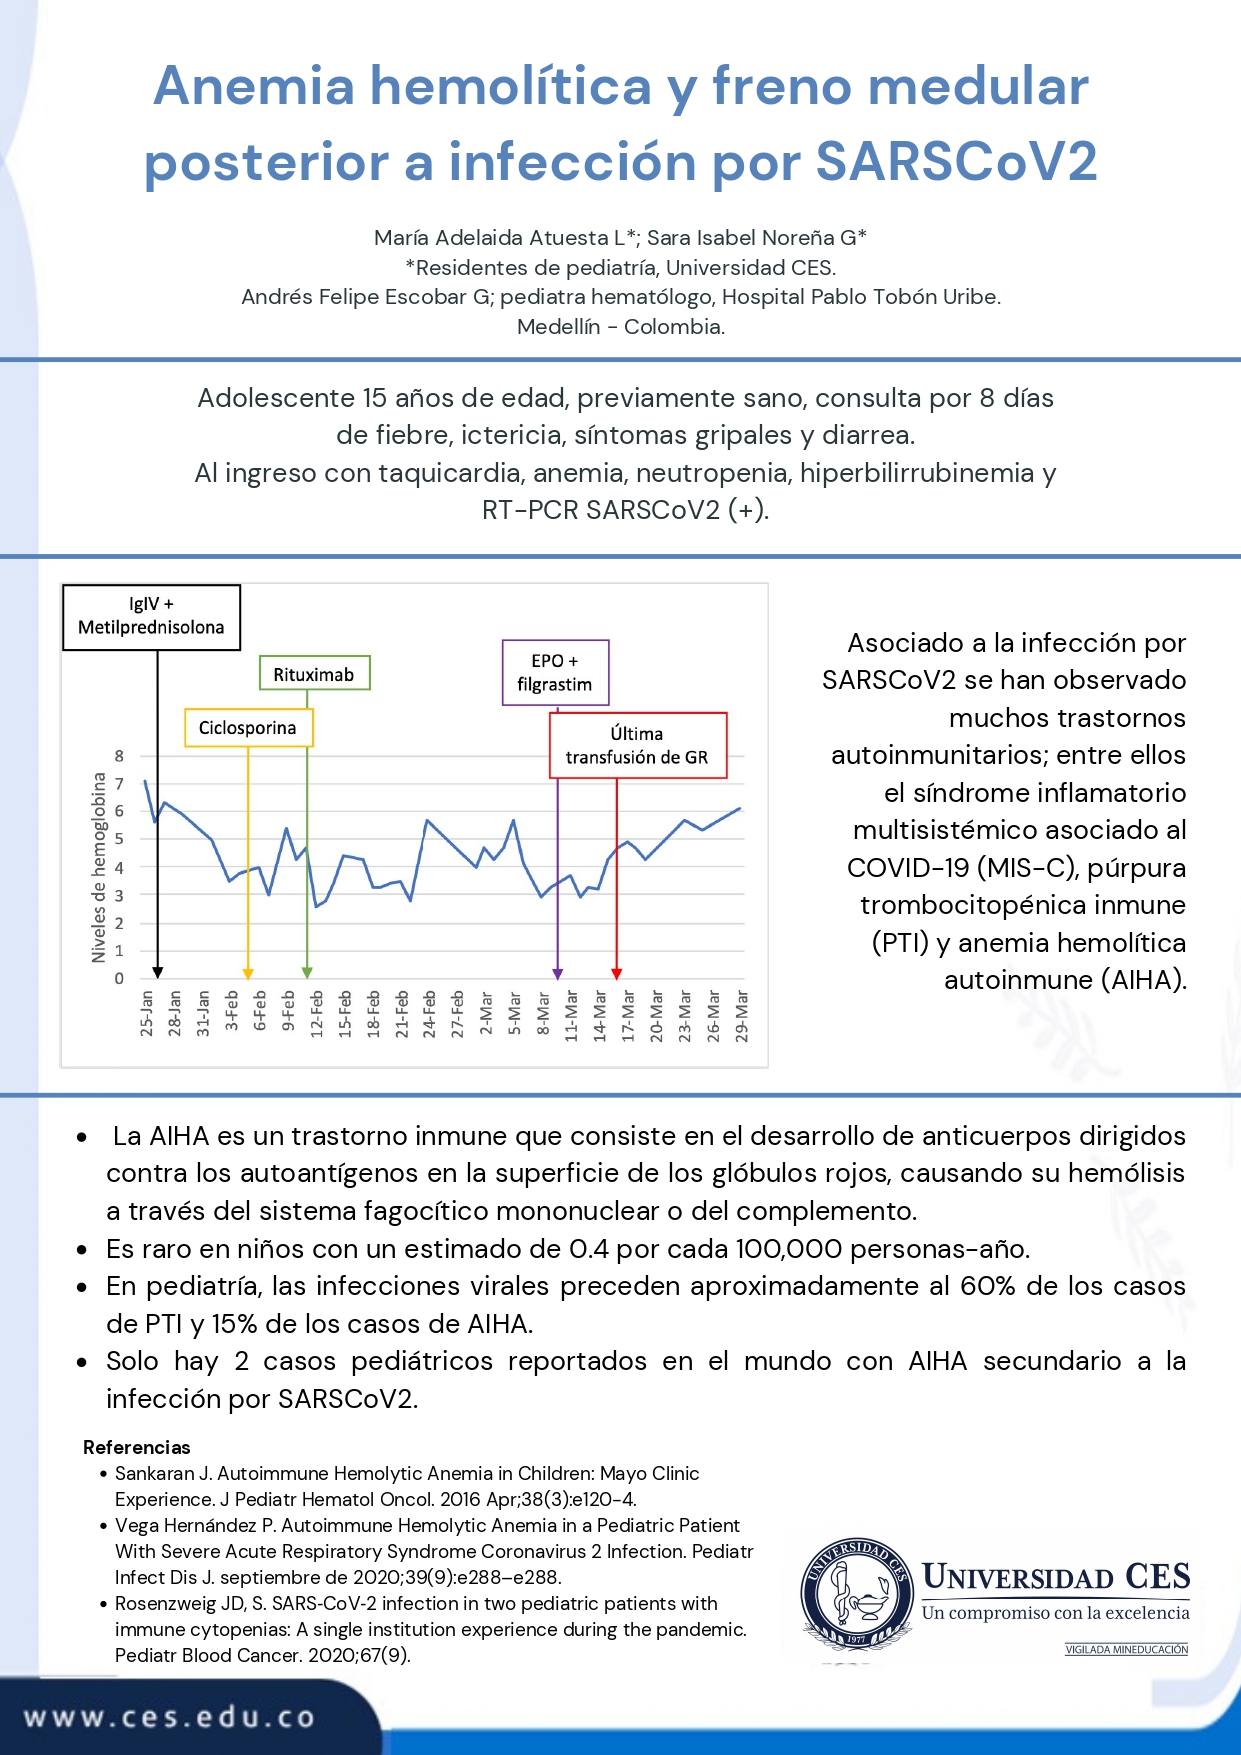 Anemia hemolítica y freno medular
posterior a infección por SARSCoV2
María Adelaida Atuesta L*; Sara Isabel Noreña G*
*Residentes de pediatría, Universidad CES.
Andrés Felipe Escobar G; pediatra hematólogo, Hospital Pablo Tobón Uribe.
Medellín - Colombia.
Adolescente 15 años de edad, previamente sano, consulta por 8 días
de fiebre, ictericia, síntomas gripales y diarrea.
Al ingreso con taquicardia, anemia, neutropenia, hiperbilirrubinemia y
RT-PCR SARSCoV2 (+).
IgIV +
Metilprednisolona
Rituximab
Ciclosporina
EPO +
filgrastim
Última
transfusión de GR
Niveles de hemoglobina
8
7
6
5
4
3
2
1
0
25-Jan
28-Jan
31-Jan
3-Feb
6-Feb
9-Feb
12-Feb
15-Feb
18-Feb
21-Feb
24-Feb
27-Feb
2-Mar
5-Mar
8-Mar
11-Mar
14-Mar
17-Mar
20-Mar
23-Mar
26-Mar
29-Mar
Asociado a la infección por
SARSCoV2 se han observado
muchos trastornos
autoinmunitarios; entre ellos
el síndrome inflamatorio
multisistémico asociado al
COVID-19 (MIS-C), púrpura
trombocitopénica inmune
(PTI) y anemia hemolítica
autoinmune (AIHA).
• La AIHA es un trastorno inmune que consiste en el desarrollo de anticuerpos dirigidos
contra los autoantígenos en la superficie de los glóbulos rojos, causando su hemólisis
a través del sistema fagocítico mononuclear o del complemento.
• Es raro en niños con un estimado de 0.4 por cada 100,000 personas-año.
• En pediatría, las infecciones virales preceden aproximadamente al 60% de los casos
de PTI y 15% de los casos de AIHA.
• Solo hay 2 casos pediátricos reportados en el mundo con AIHA secundario a la
infección por SARSCoV2.
Referencias
• Sankaran J. Autoimmune Hemolytic Anemia in Children: Mayo Clinic
Experience. J Pediatr Hematol Oncol. 2016 Apr;38(3):e120-4.
• Vega Hernández P. Autoimmune Hemolytic Anemia in a Pediatric Patient
With Severe Acute Respiratory Syndrome Coronavirus 2 Infection. Pediatr
Infect Dis J. septiembre de 2020;39(9):e288–e288.
• Rosenzweig JD, S. SARS-CoV-2 infection in two pediatric patients with
immune cytopenias: A single institution experience during the pandemic.
Pediatr Blood Cancer. 2020;67(9).
UNIVERSIDAD CES
1977
UNIVERSIDAD CES
Un compromiso con la excelencia
VIGILADA MINEDUCACIÓN
www.ces.edu.co